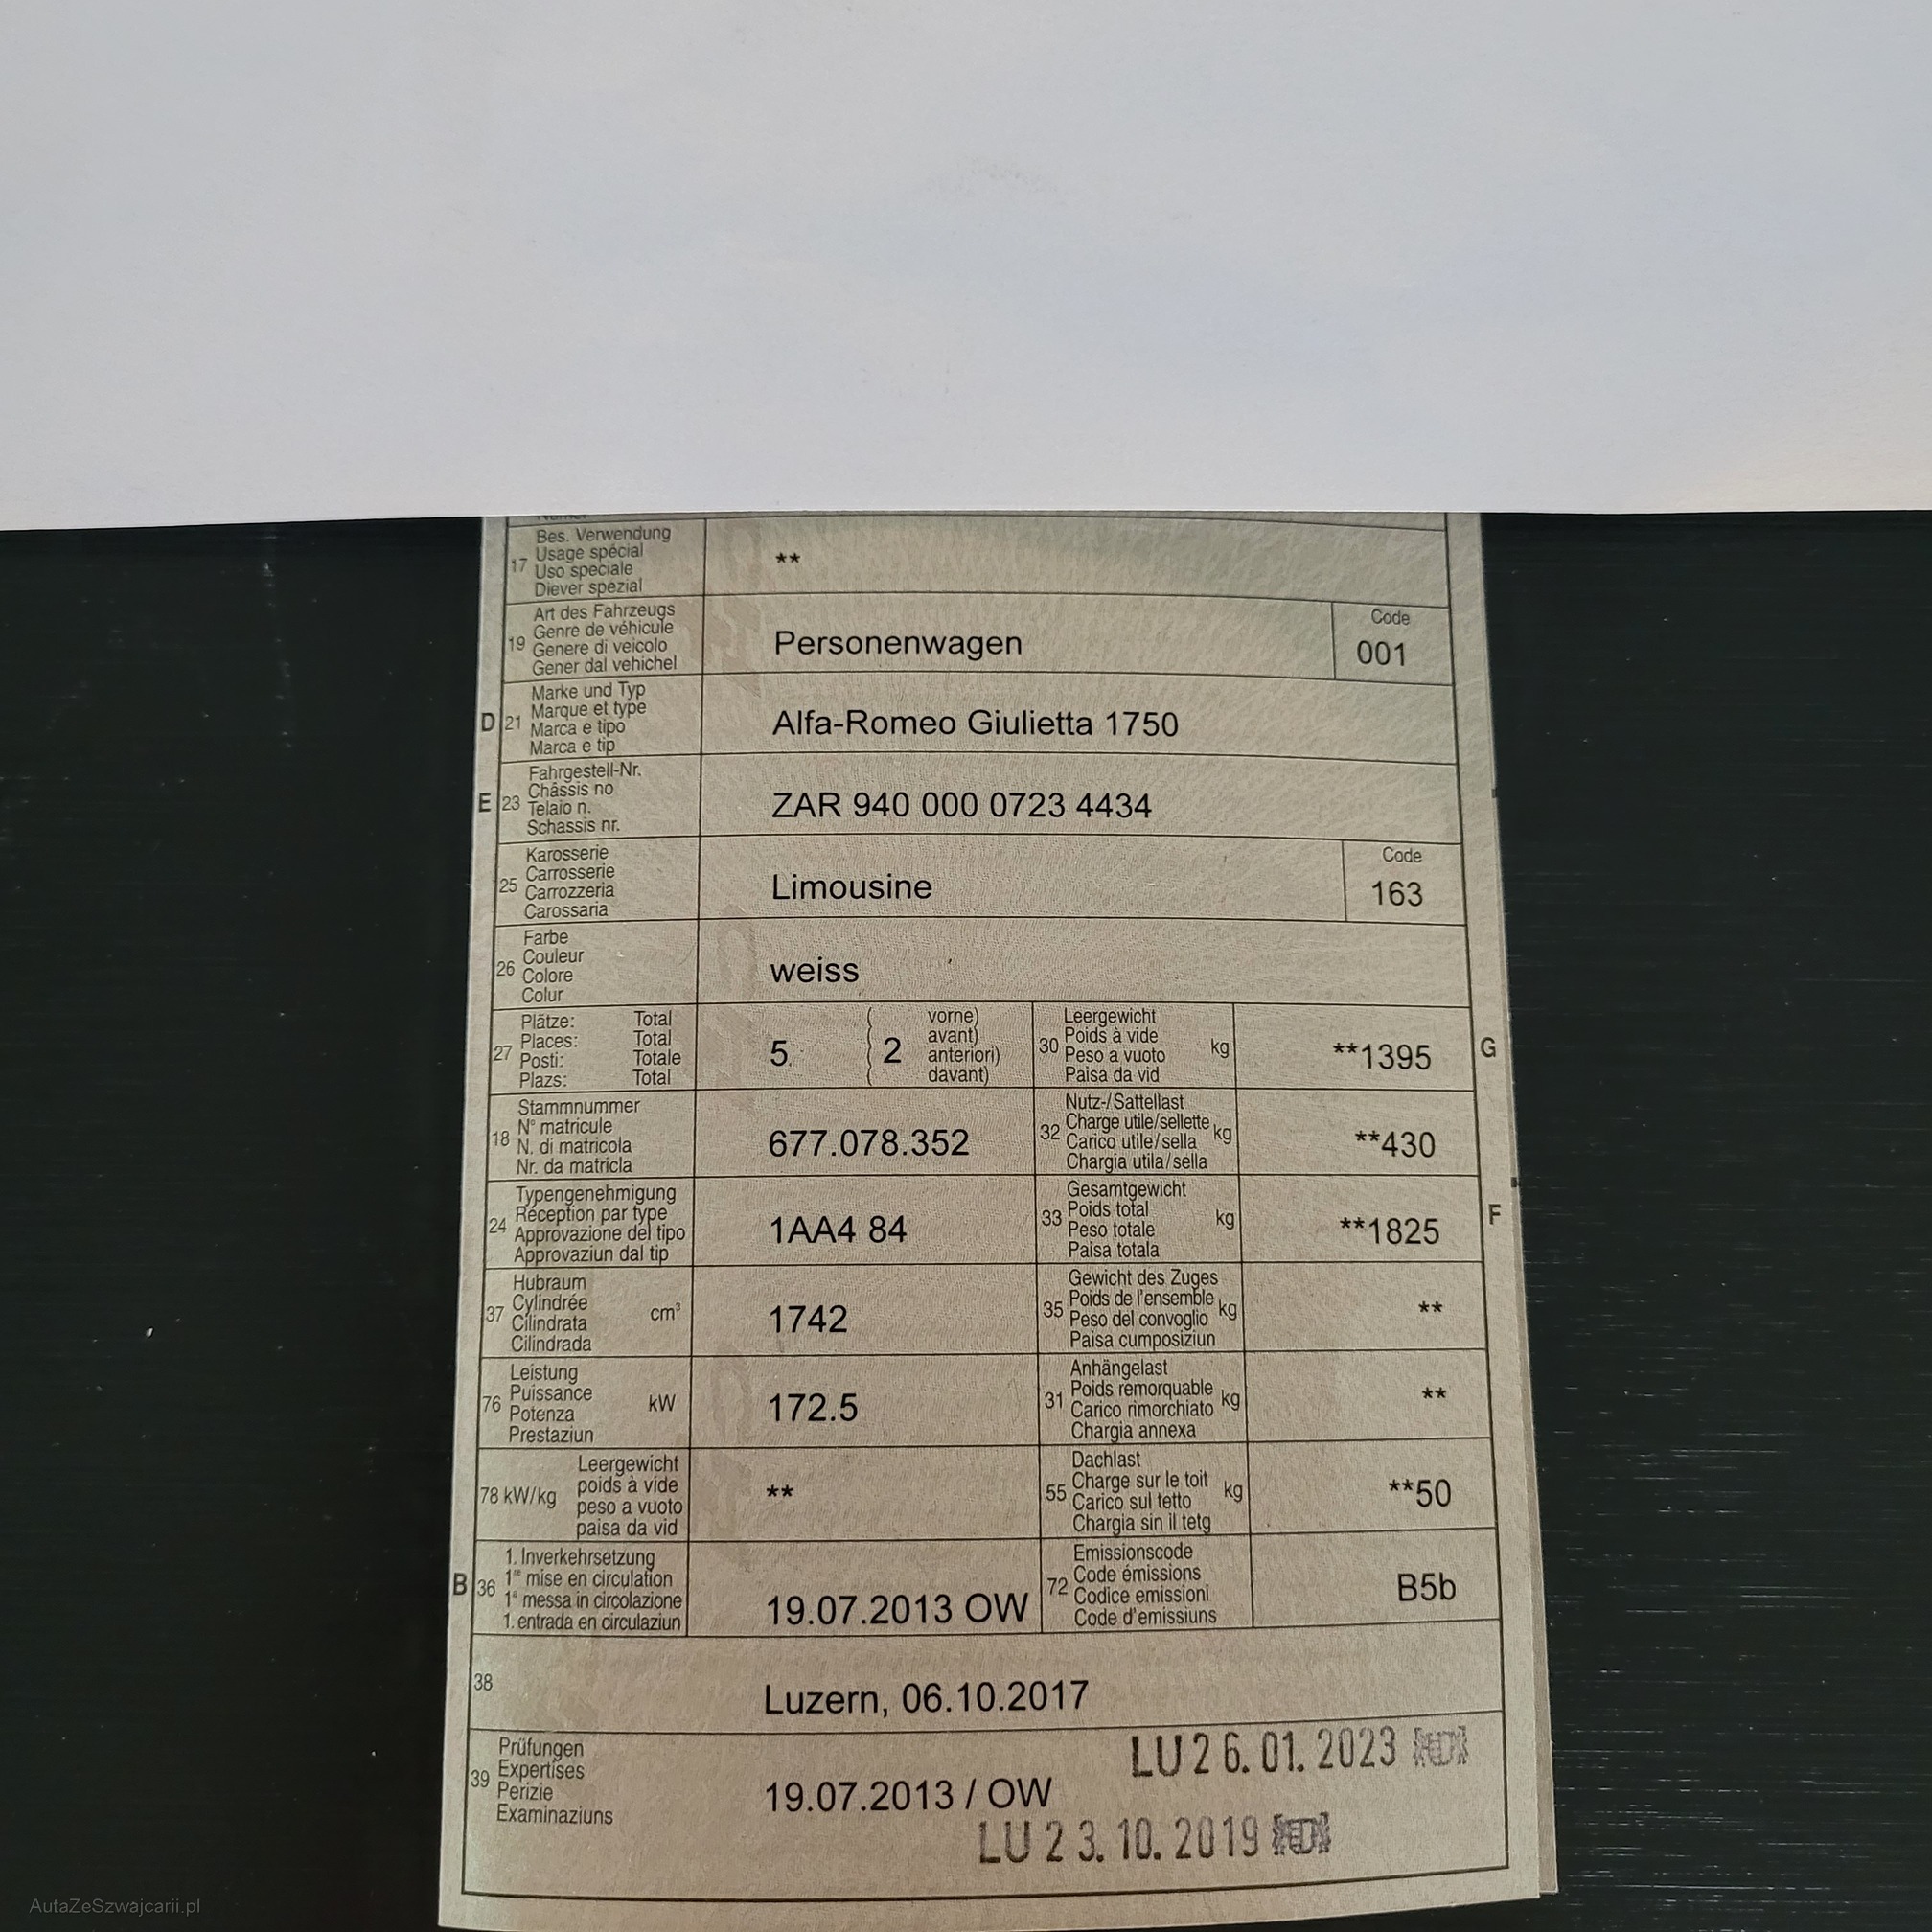 17 Bes. Verwendung
Usage spécial
Uso speciale
Diever spezial
**
19 Art des Fahrzeugs
Genre de véhicule
Genere di veicolo
Gener dal vehichel
Personenwagen
Code
001
D 21 Marke und Typ
Marque et type
Marca e tipo
Marca e tip
Alfa-Romeo Giulietta 1750
E 23 Fahrgestell-Nr.
Châssis no
Telaio n.
Schassis nr.
ZAR 940 000 0723 4434
25 Karosserie
Carrosserie
Carrozzeria
Carossaria
Limousine
Code
163
26 Farbe
Couleur
Colore
Colur
weiss
27 Plätze: Total
Places: Total
Posti: Totale
Plazs: Total
5 ( 2 vorne)
avant)
anteriori)
davant)
30 Leergewicht
Poids à vide
Peso a vuoto
Paisa da vid
kg
**1395
G
18 Stammnummer
N° matricule
N. di matricola
Nr. da matricla
677.078.352
32 Nutz-/Sattellast
Charge utile/sellette
Carico utile/sella
Chargia utila/sella
kg
**430
24 Typengenehmigung
Réception par type
Approvazione del tipo
Approvaziun dal tip
1AA4 84
33 Gesamtgewicht
Poids total
Peso totale
Paisa totala
kg
**1825
F
37 Hubraum
Cylindrée
Cilindrata
Cilindrada
cm³
1742
35 Gewicht des Zuges
Poids de l'ensemble
Peso del convoglio
Paisa cumposiziun
kg
**
76 Leistung
Puissance
Potenza
Prestaziun
kW
172.5
31 Anhängelast
Poids remorquable
Carico rimorchiato
Chargia annexa
kg
**
78 kW/kg Leergewicht
poids à vide
peso a vuoto
paisa da vid
**
55 Dachlast
Charge sur le toit
Carico sul tetto
Chargia sin il tetg
kg
**50
B 36 1. Inverkehrsetzung
1re mise en circulation
1a messa in circolazione
1. entrada en circulaziun
19.07.2013 OW
72 Emissionscode
Code émissions
Codice emissioni
Code d'emissiuns
B5b
38 Luzern, 06.10.2017
39 Prüfungen
Expertises
Perizie
Examinaziuns
LU 26.01.2023
19.07.2013 / OW
LU 23.10.2019
AutaZeSzwajcarii.pl